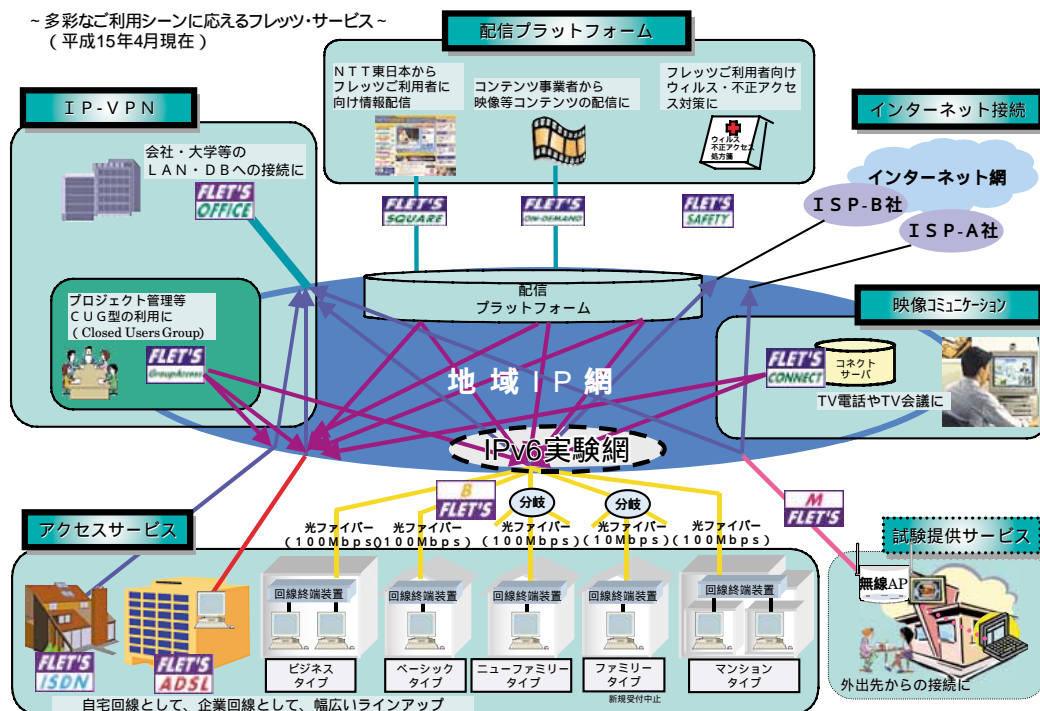 ~多彩なご利用シーンに応えるフレッツ・サービス~
(平成15年4月現在)
配信プラットフォーム
NTT東日本から
フレッツご利用者に
向け情報配信
コンテンツ事業者から
映像等コンテンツの配信に
フレッツご利用者向け
ウィルス・不正アクセ
ス対策に
ウィルス
不正アクセス
処方箋
FLET'S
SQUARE
FLET'S
ON-DEMAND
FLET'S
SAFETY
IP-VPN
会社・大学等の
LAN・DBへの接続に
FLET'S
OFFICE
プロジェクト管理等
CUG型の利用に
(Closed Users Group)
FLET'S
GroupAccess
インターネット接続
インターネット網
ISP-B社
ISP-A社
配信
プラットフォーム
映像コミュニケーション
FLET'S
CONNECT
コネクト
サーバ
TV電話やTV会議に
地域IP網
IPv6実験網
B
FLET'S
分岐
分岐
M
FLET'S
アクセスサービス
光ファイバー
(100Mbps)
光ファイバー
(100Mbps)
光ファイバー
(100Mbps)
光ファイバー
(10Mbps)
光ファイバー
(100Mbps)
回線終端装置
回線終端装置
回線終端装置
回線終端装置
回線終端装置
FLET'S
ISDN
FLET'S
ADSL
ビジネス
タイプ
ベーシック
タイプ
ニューファミリー
タイプ
ファミリー
タイプ
新規受付中止
マンション
タイプ
自宅回線として、企業回線として、幅広いラインアップ
試験提供サービス
無線AP
外出先からの接続に